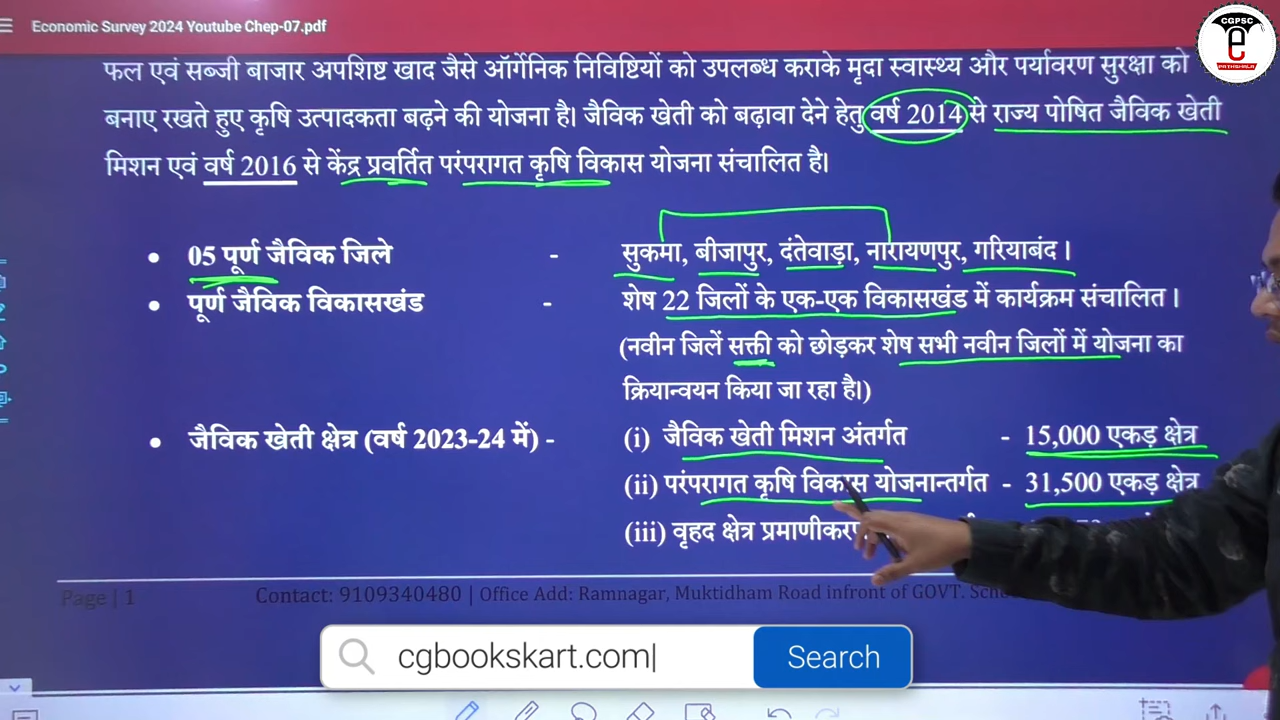 Economic Survey 2024 Youtube Chep-07.pdf
CGPSC
e
PATHSHALA
फल एवं सब्जी बाजार अपशिष्ट खाद जैसे ऑर्गेनिक निविष्टियों को उपलब्ध कराके मृदा स्वास्थ्य और पर्यावरण सुरक्षा को
बनाए रखते हुए कृषि उत्पादकता बढ़ने की योजना है। जैविक खेती को बढ़ावा देने हेतु वर्ष 2014 से राज्य पोषित जैविक खेती
मिशन एवं वर्ष 2016 से केंद्र प्रवर्तित परंपरागत कृषि विकास योजना संचालित है।
• 05 पूर्ण जैविक जिले - सुकमा, बीजापुर, दंतेवाड़ा, नारायणपुर, गरियाबंद ।
• पूर्ण जैविक विकासखंड - शेष 22 जिलों के एक-एक विकासखंड में कार्यक्रम संचालित ।
(नवीन जिलें सक्ती को छोड़कर शेष सभी नवीन जिलों में योजना का
क्रियान्वयन किया जा रहा है।)
• जैविक खेती क्षेत्र (वर्ष 2023-24 में) - (i) जैविक खेती मिशन अंतर्गत - 15,000 एकड़ क्षेत्र
(ii) परंपरागत कृषि विकास योजनान्तर्गत - 31,500 एकड़ क्षेत्र
(iii) वृहद क्षेत्र प्रमाणीकरण
Page | 1 Contact: 9109340480 | Office Add: Ramnagar, Muktidham Road infront of GOVT.
cgbookskart.com| Search